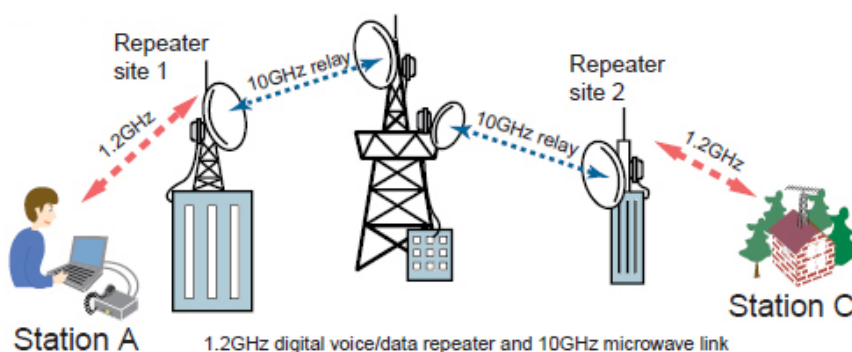 Repeater
site 1
10GHz relay
1.2GHz
Repeater
site 2
10GHz relay
1.2GHz
Station A
Station C
1.2GHz digital voice/data repeater and 10GHz microwave link